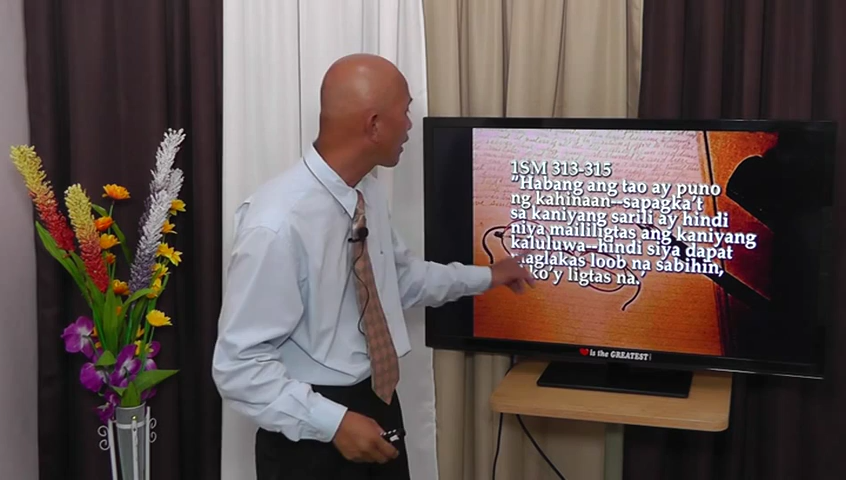 1SM 313-315
“Habang ang tao ay puno
ng kahinaan--sapagka't
sa kaniyang sarili ay hindi
niya maililigtas ang kaniyang
kaluluwa--hindi siya dapat
maglakas loob na sabihin,
ko'y ligtas na.
is the GREATEST!